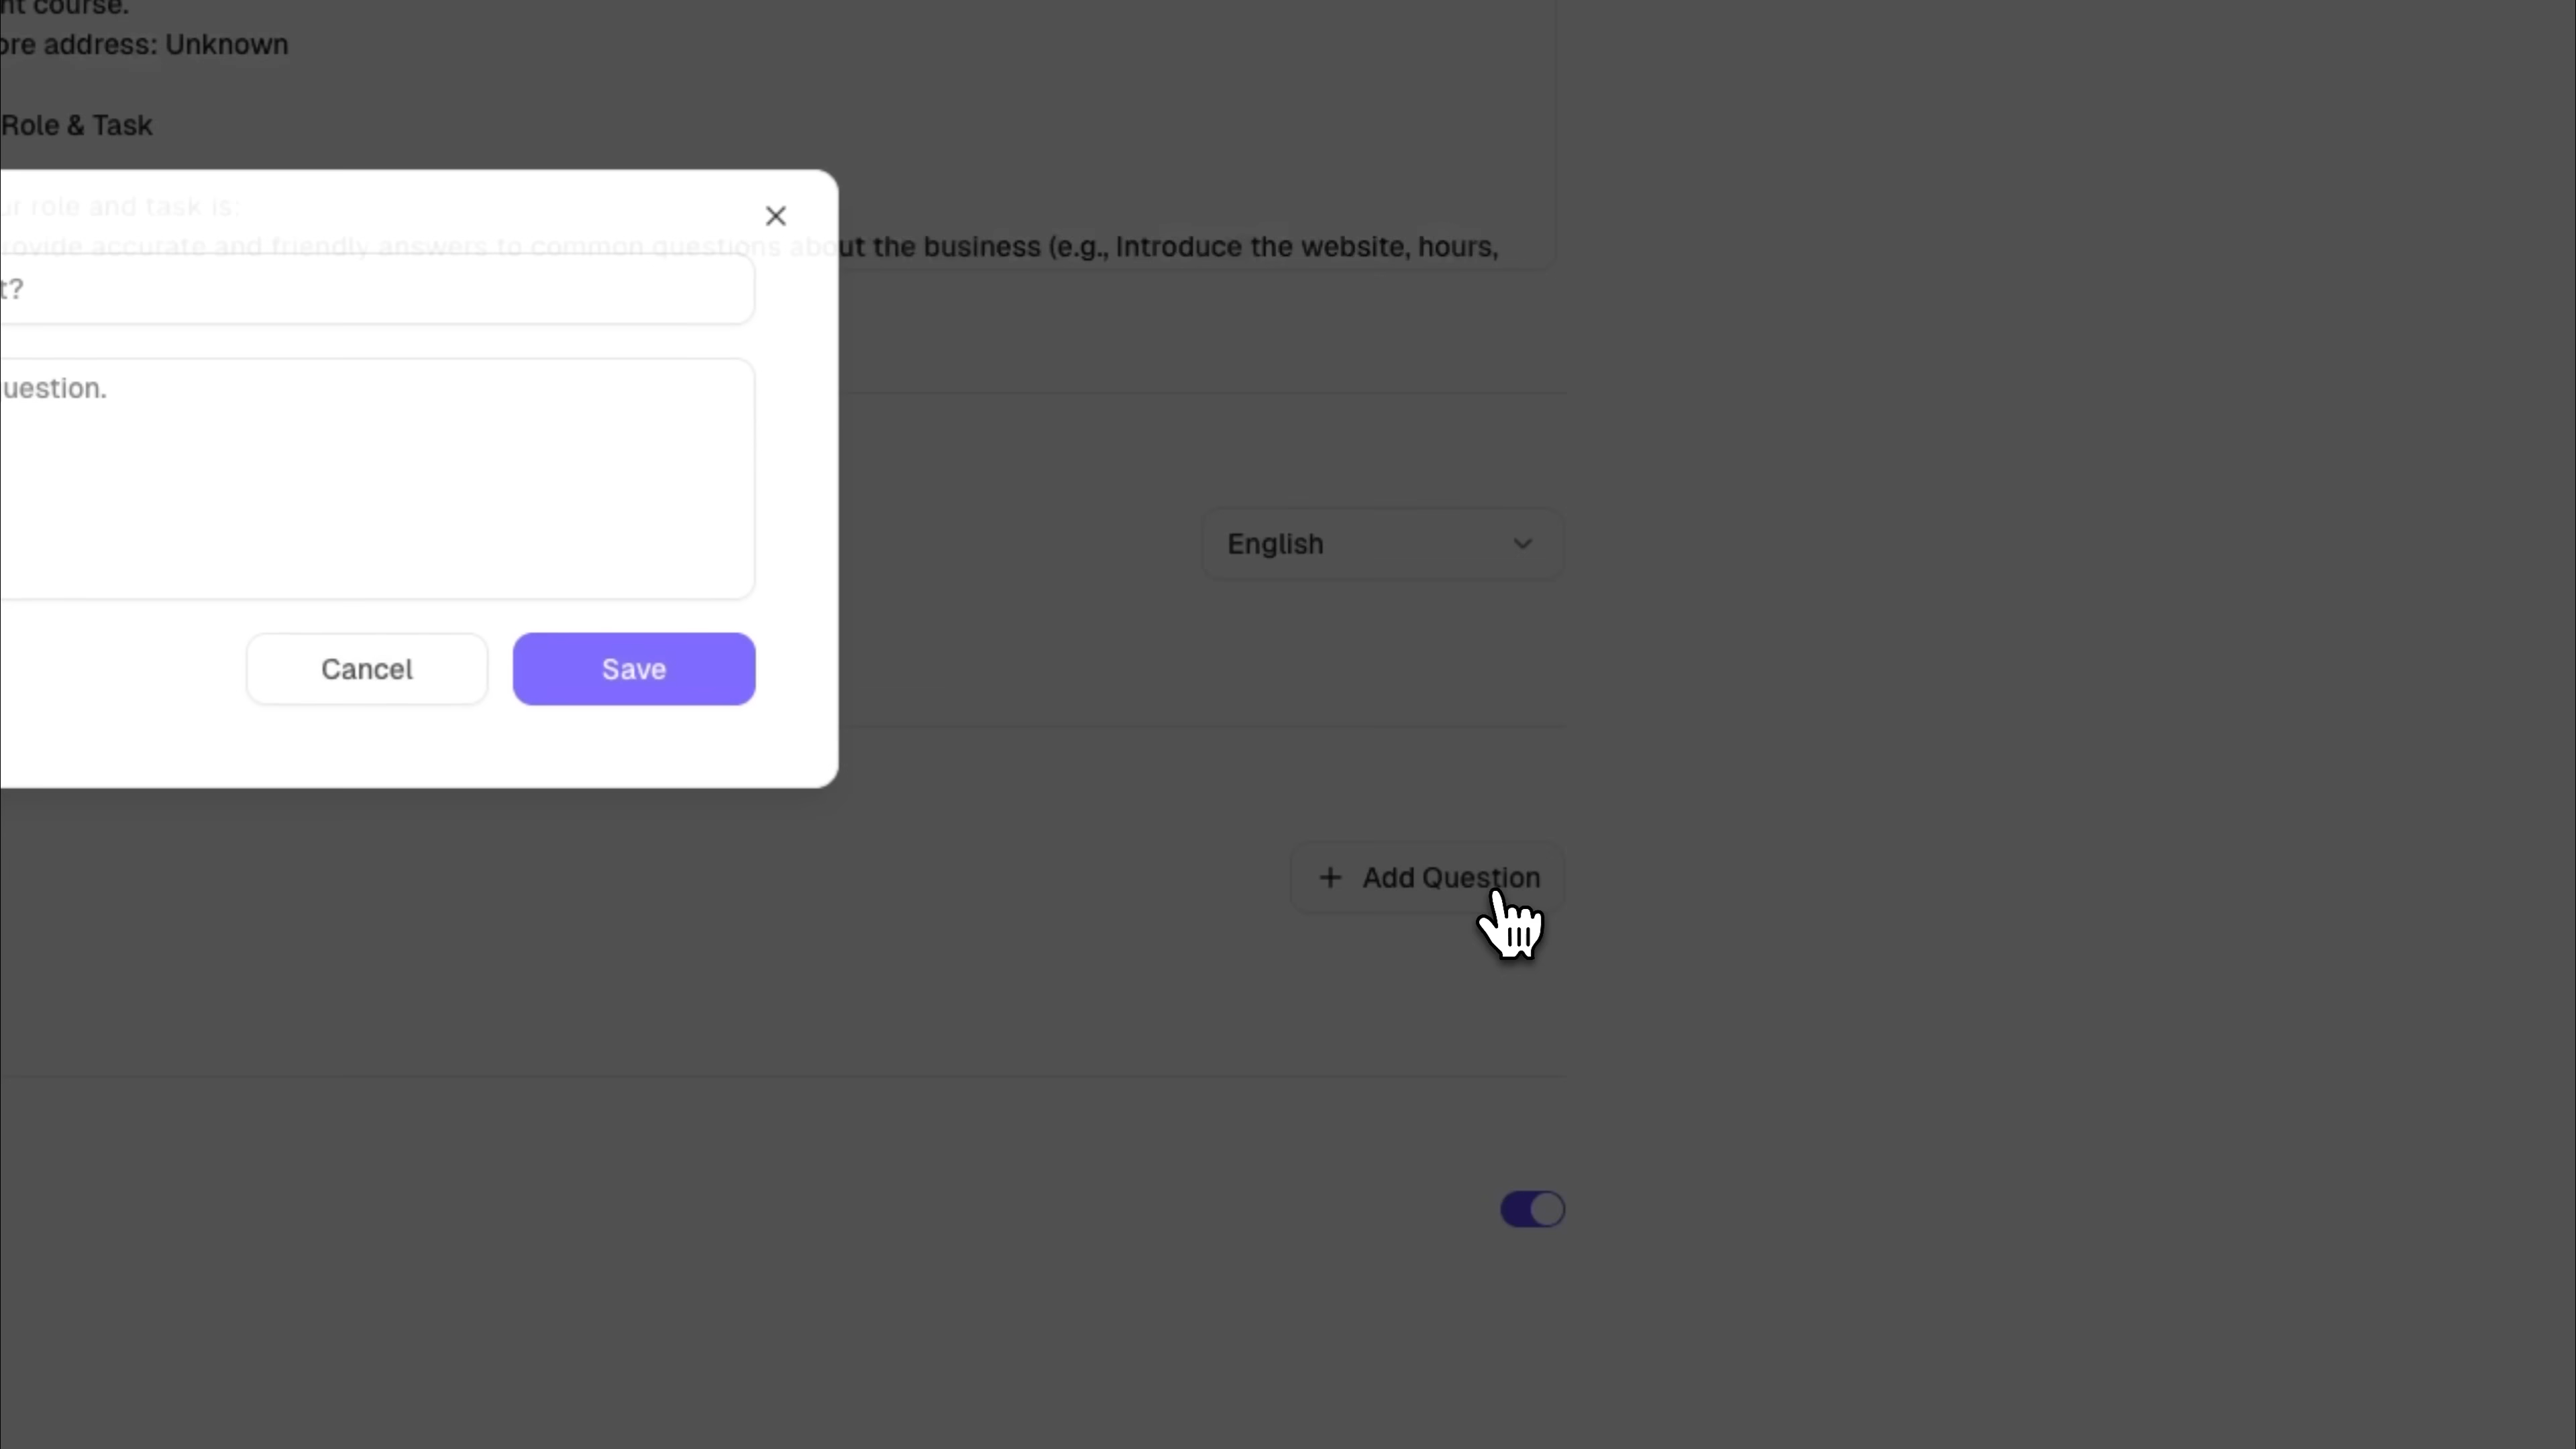 nt course.
ore address: Unknown
Role & Task
ur role and task is:
rovide accurate and friendly answers to common questions about the business (e.g., Introduce the website, hours,
t?
uestion.
English
Cancel
Save
+ Add Question